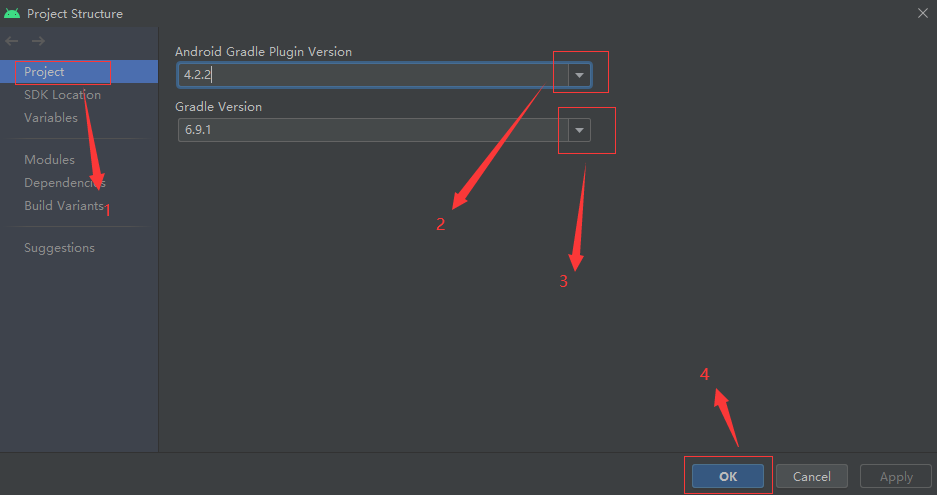 Project Structure
Project
SDK Location
Variables
Modules
Dependencies
Build Variants
1
Suggestions
Android Gradle Plugin Version
4.2.2
Gradle Version
6.9.1
2
3
4
OK
Cancel
Apply